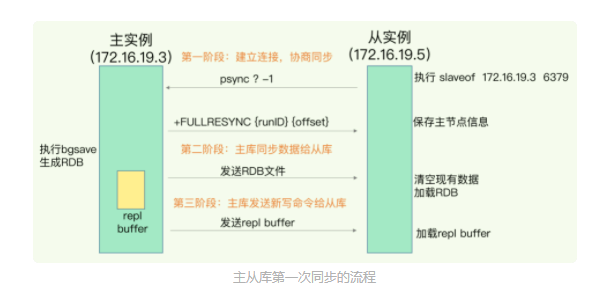 主实例
(172.16.19.3)
从实例
(172.16.19.5)
第一阶段：建立连接，协商同步
psync ? -1
执行 slaveof 172.16.19.3 6379
+FULLRESYNC {runID} {offset}
保存主节点信息
执行bgsave
生成RDB
第二阶段：主库同步数据给从库
发送RDB文件
清空现有数据
加载RDB
第三阶段：主库发送新写命令给从库
repl
buffer
发送repl buffer
加载repl buffer
主从库第一次同步的流程